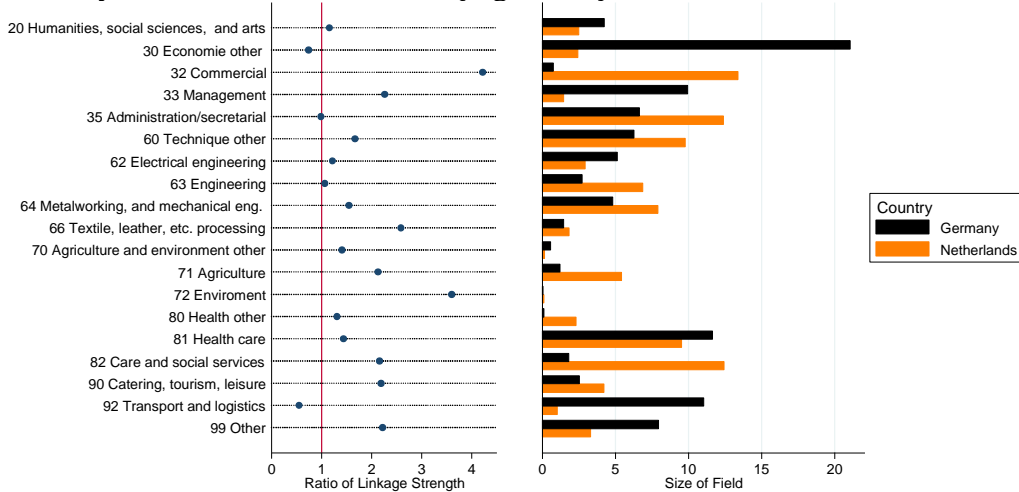 20 Humanities, social sciences, and arts
30 Economie other
32 Commercial
33 Management
35 Administration/secretarial
60 Technique other
62 Electrical engineering
63 Engineering
64 Metalworking, and mechanical eng.
66 Textile, leather, etc. processing
70 Agriculture and environment other
71 Agriculture
72 Enviroment
80 Health other
81 Health care
82 Care and social services
90 Catering, tourism, leisure
92 Transport and logistics
99 Other
0 1 2 3 4
Ratio of Linkage Strength
0 5 10 15 20
Size of Field
Country
Germany
Netherlands